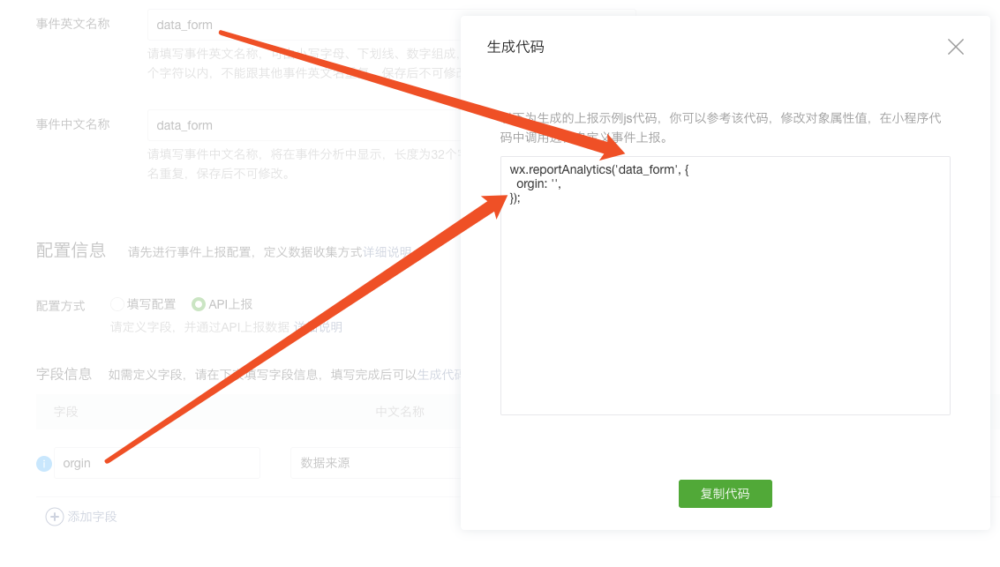 事件英文名称
data_form
请填写事件英文名称，可由小写字母、下划线、数字组成，
个字符以内，不能跟其他事件英文名重复，保存后不可修改
事件中文名称
data_form
请填写事件中文名称，将在事件分析中显示，长度为32个
名重复，保存后不可修改。
配置信息 请先进行事件上报配置，定义数据收集方式详细说明
配置方式 填写配置 API上报
请定义字段，并通过API上报数据 详细说明
字段信息 如需定义字段，请在下表填写字段信息，填写完成后可以生成代码
字段 中文名称
orgin 数据来源
添加字段
生成代码
以下为生成的上报示例js代码，你可以参考该代码，修改对象属性值，在小程序代
码中调用进行自定义事件上报。
wx.reportAnalytics('data_form', {
orgin: '',
});
复制代码